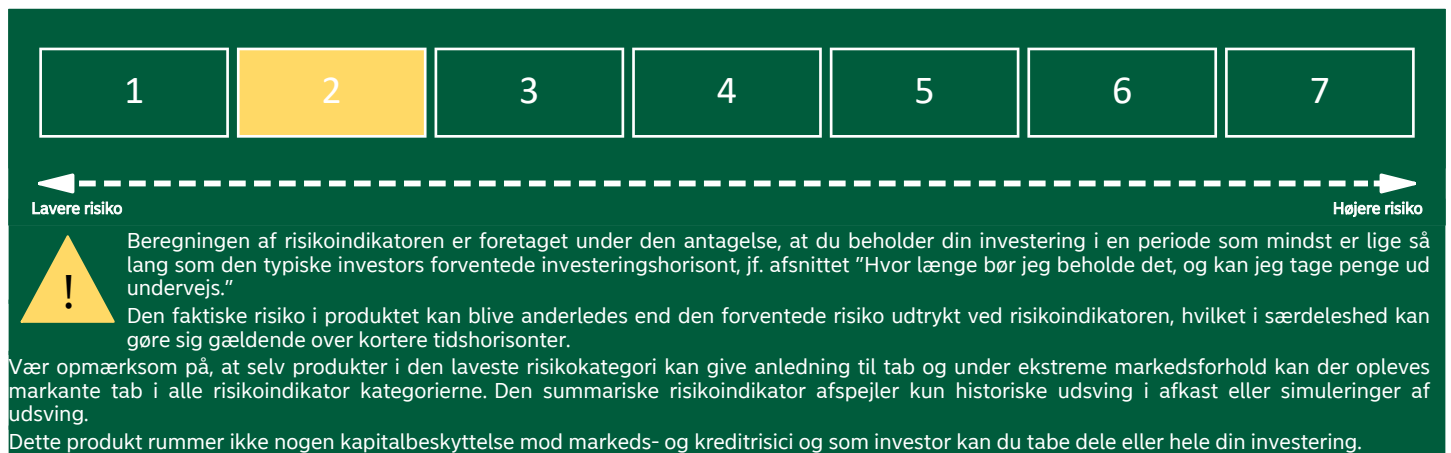 1 2 3 4 5 6 7
Lavere risiko Højere risiko
!
Beregningen af risikoindikatoren er foretaget under den antagelse, at du beholder din investering i en periode som mindst er lige så
lang som den typiske investors forventede investeringshorisont, jf. afsnittet ”Hvor længe bør jeg beholde det, og kan jeg tage penge ud
undervejs.”
Den faktiske risiko i produktet kan blive anderledes end den forventede risiko udtrykt ved risikoindikatoren, hvilket i særdeleshed kan
gøre sig gældende over kortere tidshorisonter.
Vær opmærksom på, at selv produkter i den laveste risikokategori kan give anledning til tab og under ekstreme markedsforhold kan der opleves
markante tab i alle risikoindikator kategorierne. Den summariske risikoindikator afspejler kun historiske udsving i afkast eller simuleringer af
udsving.
Dette produkt rummer ikke nogen kapitalbeskyttelse mod markeds- og kreditrisici og som investor kan du tabe dele eller hele din investering.